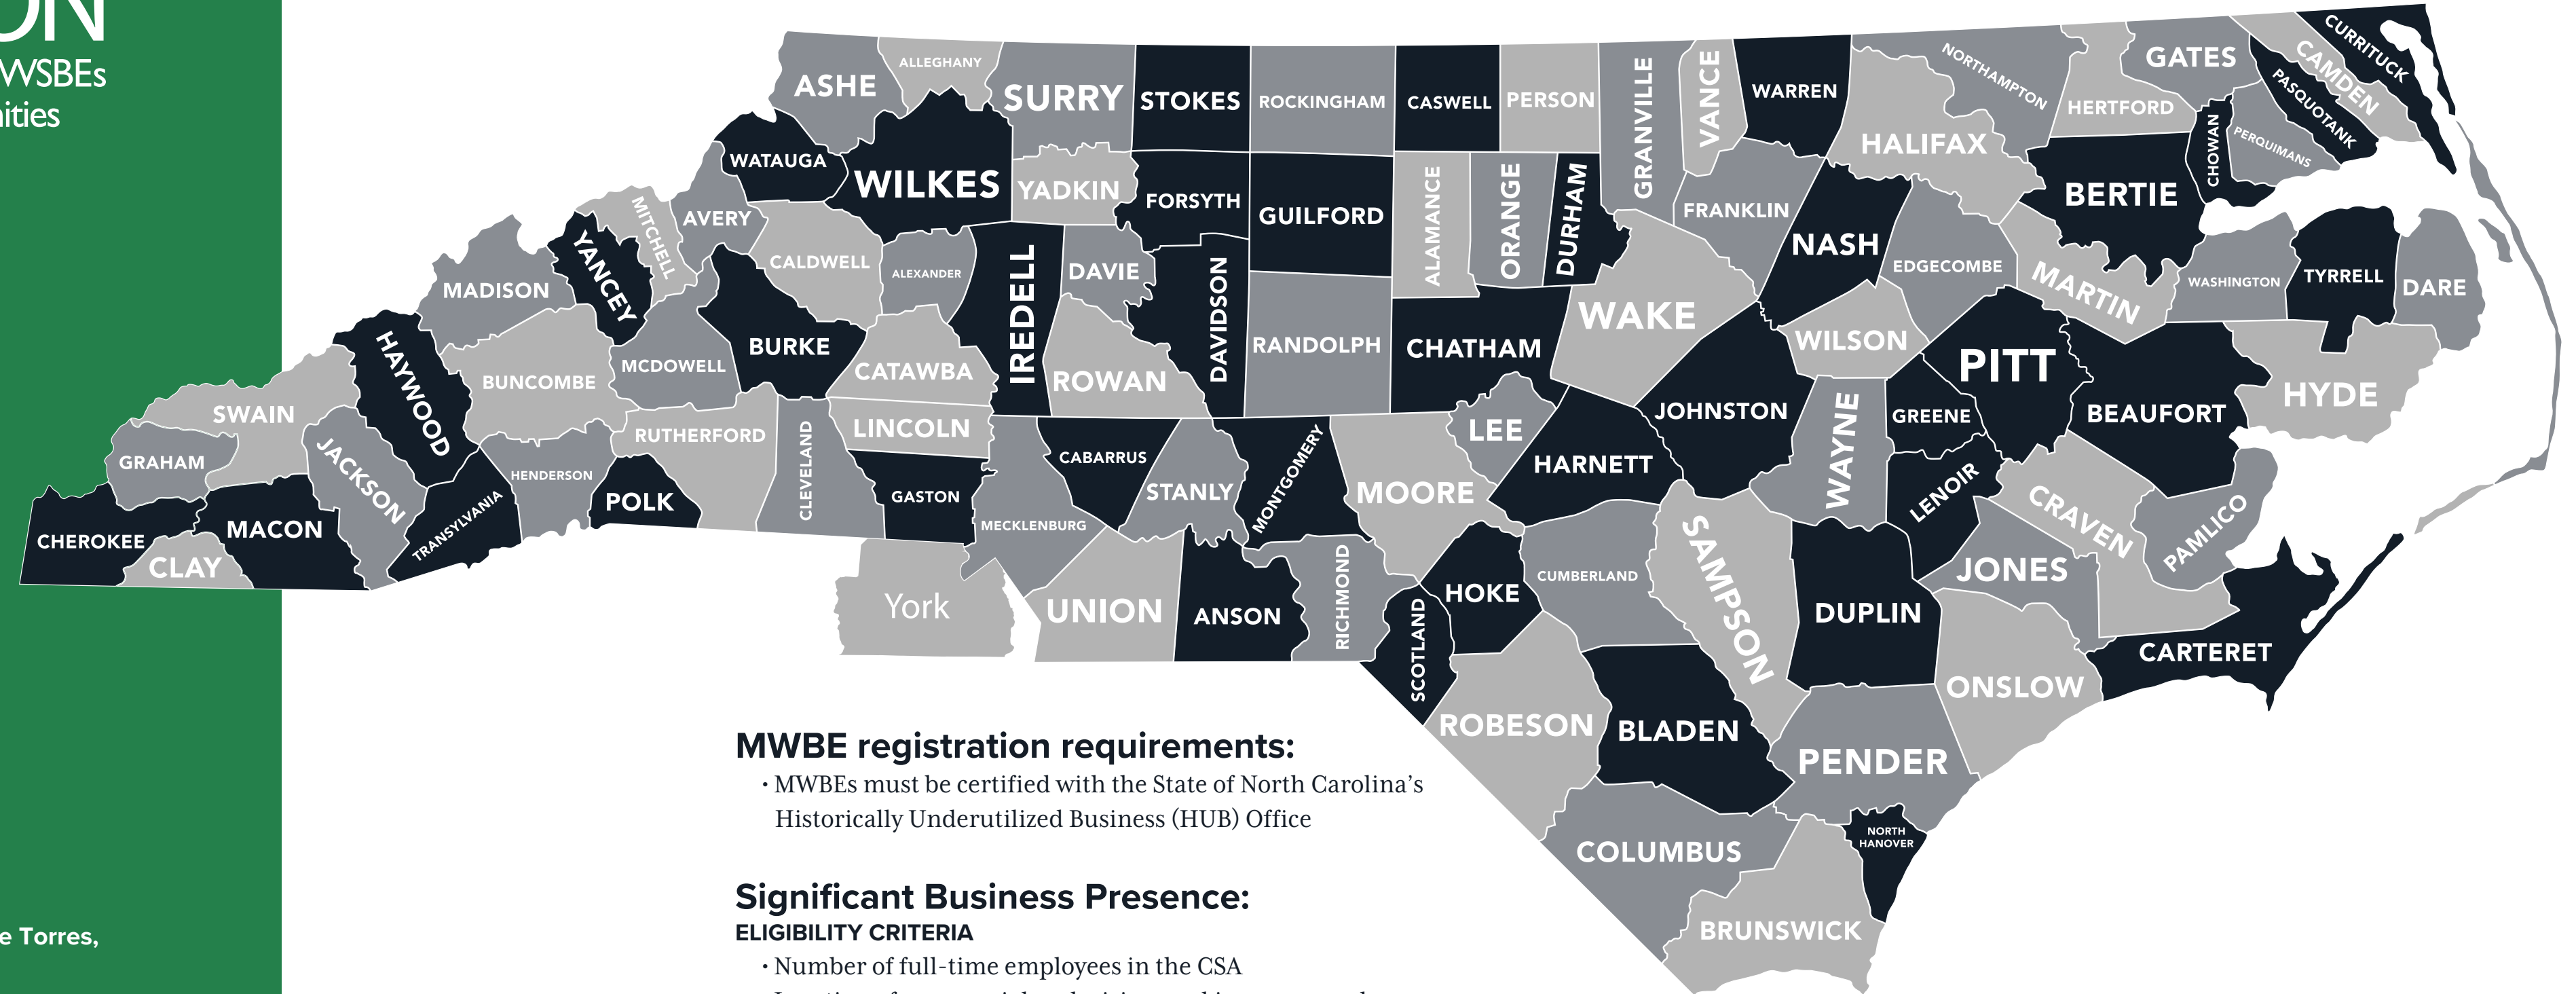 ON
WSBEs
ities
e Torres,
ASHE
ALLEGHANY
SURRY
STOKES
ROCKINGHAM
CASWELL
PERSON
GRANVILLE
VANCE
WARREN
NORTHAMPTON
HALIFAX
HERTFORD
GATES
CURRITUCK
CAMDEN
PASQUOTANK
PERQUIMANS
CHOWAN
BERTIE
WATAUGA
WILKES
YADKIN
FORSYTH
GUILFORD
ALAMANCE
ORANGE
DURHAM
FRANKLIN
NASH
EDGECOMBE
MARTIN
WASHINGTON
TYRRELL
DARE
MITCHELL
AVERY
YANCEY
CALDWELL
ALEXANDER
IREDELL
DAVIE
DAVIDSON
RANDOLPH
CHATHAM
WAKE
WILSON
PITT
BEAUFORT
HYDE
MADISON
HAYWOOD
BUNCOMBE
MCDOWELL
BURKE
CATAWBA
ROWAN
LEE
JOHNSTON
WAYNE
GREENE
SWAIN
GRAHAM
JACKSON
HENDERSON
RUTHERFORD
CLEVELAND
LINCOLN
GASTON
CABARRUS
STANLY
MONTGOMERY
MOORE
HARNETT
LENOIR
CRAVEN
PAMLICO
CHEROKEE
CLAY
MACON
TRANSYLVANIA
POLK
MECKLENBURG
RICHMOND
HOKE
CUMBERLAND
SAMPSON
DUPLIN
JONES
York
UNION
ANSON
SCOTLAND
CARTERET
ONSLOW
ROBESON
BLADEN
PENDER
COLUMBUS
NORTH
HANOVER
BRUNSWICK
MWBE registration requirements:
• MWBEs must be certified with the State of North Carolina’s
Historically Underutilized Business (HUB) Office
Significant Business Presence:
ELIGIBILITY CRITERIA
• Number of full-time employees in the CSA